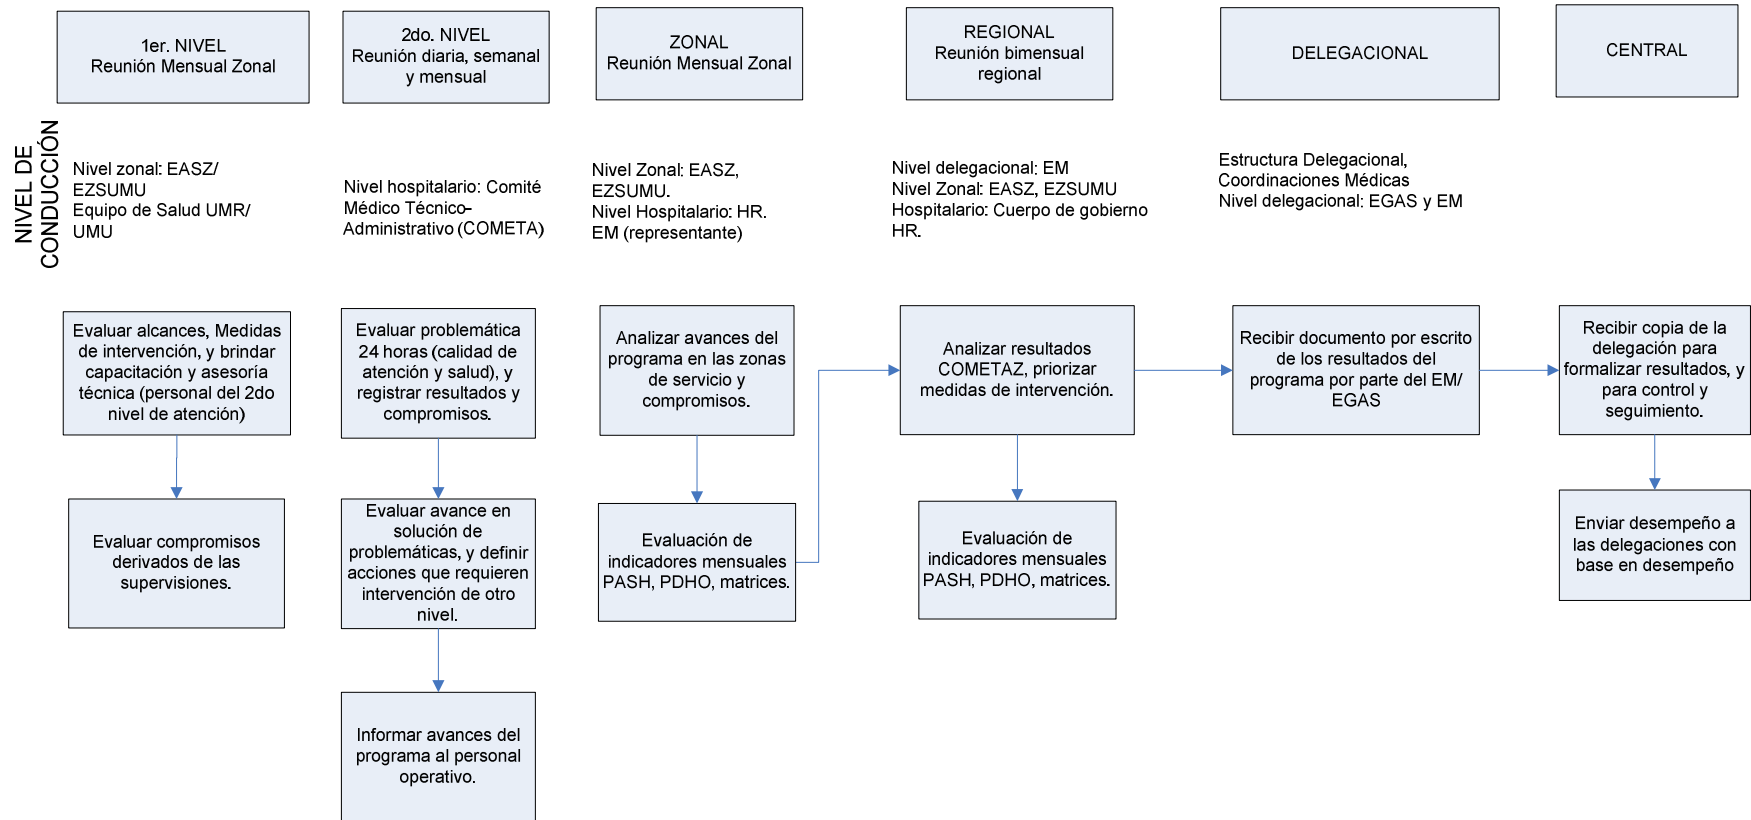 1er. NIVEL
Reunión Mensual Zonal
2do. NIVEL
Reunión diaria, semanal
y mensual
ZONAL
Reunión Mensual Zonal
REGIONAL
Reunión bimensual
regional
DELEGACIONAL
CENTRAL
NIVEL DE
CONDUCCIÓN
Nivel zonal: EASZ/
EZSUMU
Equipo de Salud UMR/
UMU
Nivel hospitalario: Comité
Médico Técnico-
Administrativo (COMETA)
Nivel Zonal: EASZ,
EZSUMU.
Nivel Hospitalario: HR.
EM (representante)
Nivel delegacional: EM
Nivel Zonal: EASZ, EZSUMU
Hospitalario: Cuerpo de gobierno
HR.
Estructura Delegacional,
Coordinaciones Médicas
Nivel delegacional: EGAS y EM
Evaluar alcances, Medidas
de intervención, y brindar
capacitación y asesoría
técnica (personal del 2do
nivel de atención)
Evaluar problemática
24 horas (calidad de
atención y salud), y
registrar resultados y
compromisos.
Analizar avances del
programa en las zonas
de servicio y
compromisos.
Analizar resultados
COMETAZ, priorizar
medidas de intervención.
Recibir documento por escrito
de los resultados del
programa por parte del EM/
EGAS
Recibir copia de la
delegación para
formalizar resultados, y
para control y
seguimiento.
Evaluar compromisos
derivados de las
supervisiones.
Evaluar avance en
solución de
problemáticas, y definir
acciones que requieren
intervención de otro
nivel.
Evaluación de
indicadores mensuales
PASH, PDHO, matrices.
Evaluación de
indicadores mensuales
PASH, PDHO, matrices.
Enviar desempeño a
las delegaciones con
base en desempeño
Informar avances del
programa al personal
operativo.